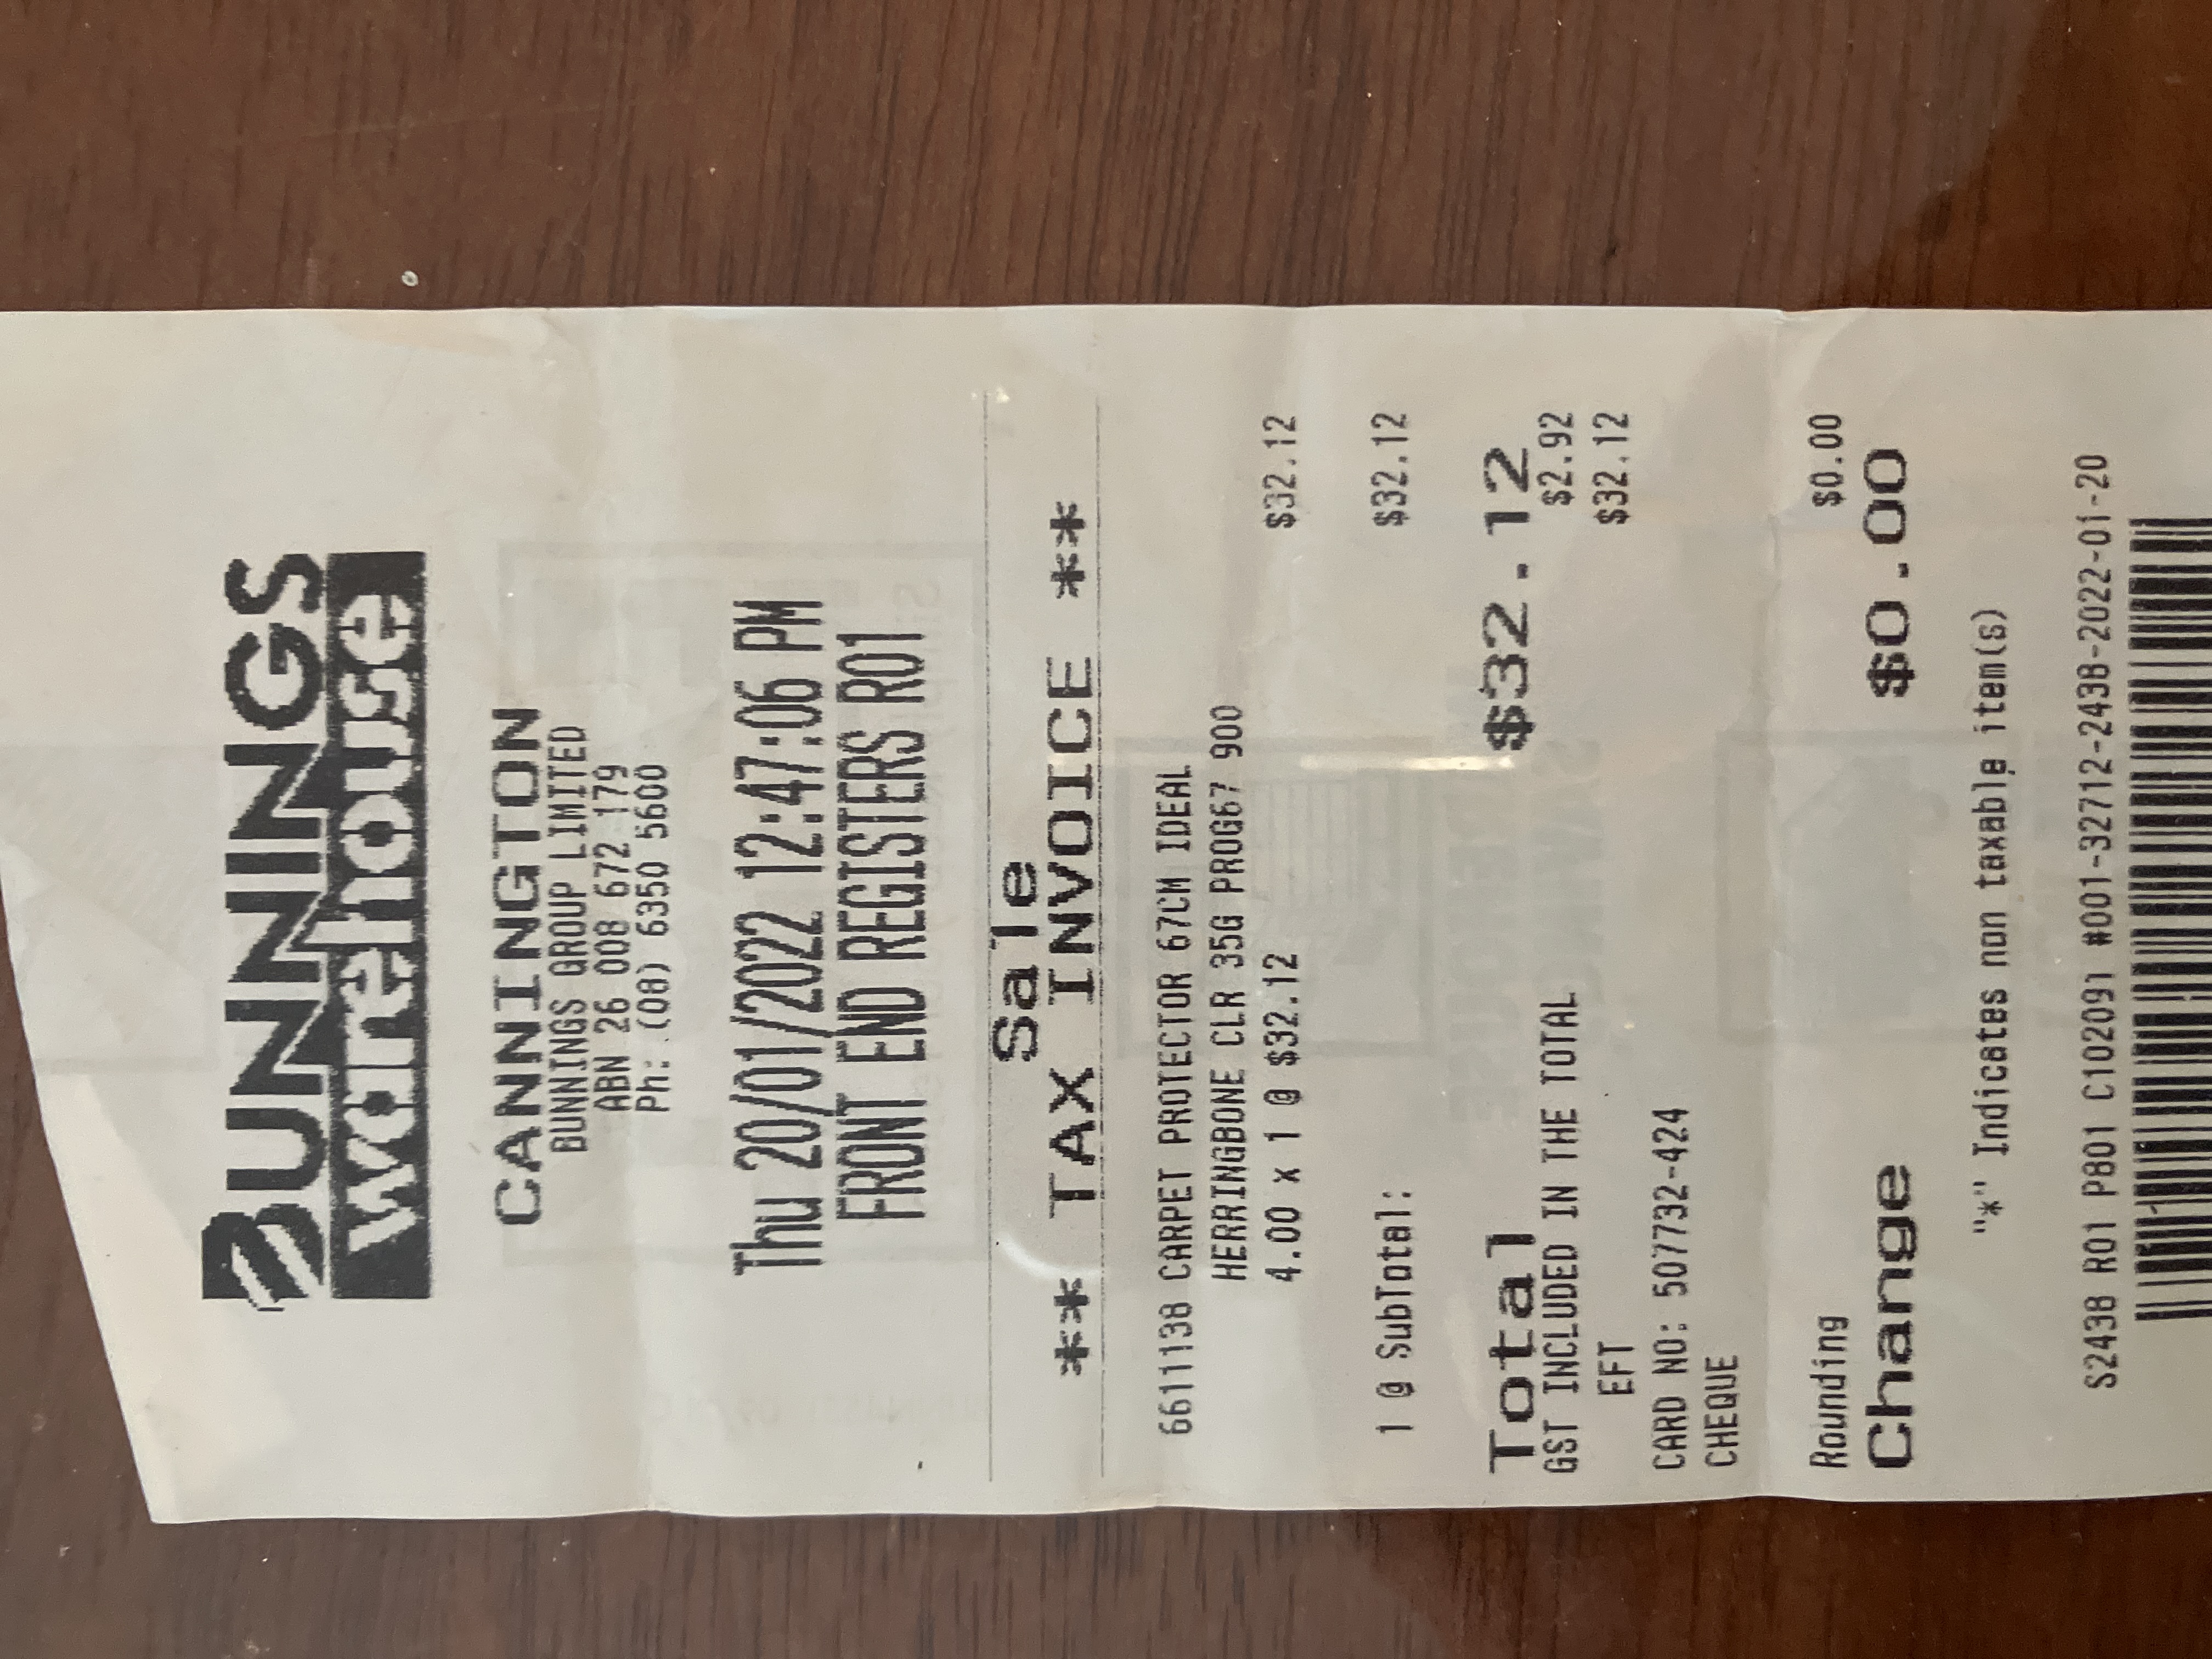 BUNNINGS
warehouse
CANNINGTON
BUNNINGS GROUP LIMITED
ABN 26 008 672 179
Ph: (08) 6350 5600
Thu 20/01/2022 12:47:06 PM
FRONT END REGISTERS R01
Sale
** TAX INVOICE **
6611138 CARPET PROTECTOR 67CM IDEAL
HERRINGBONE CLR 35G PROG67 900
4.00 x 1 @ $32.12 $32.12
1 @ SubTotal: $32.12
Total $32.12
GST INCLUDED IN THE TOTAL $2.92
EFT $32.12
CARD NO: 507732-424
CHEQUE
Rounding $0.00
Change $0.00
"*" Indicates non taxable item(s)
S2438 R01 P801 C102091 #001-32712-2438-2022-01-20